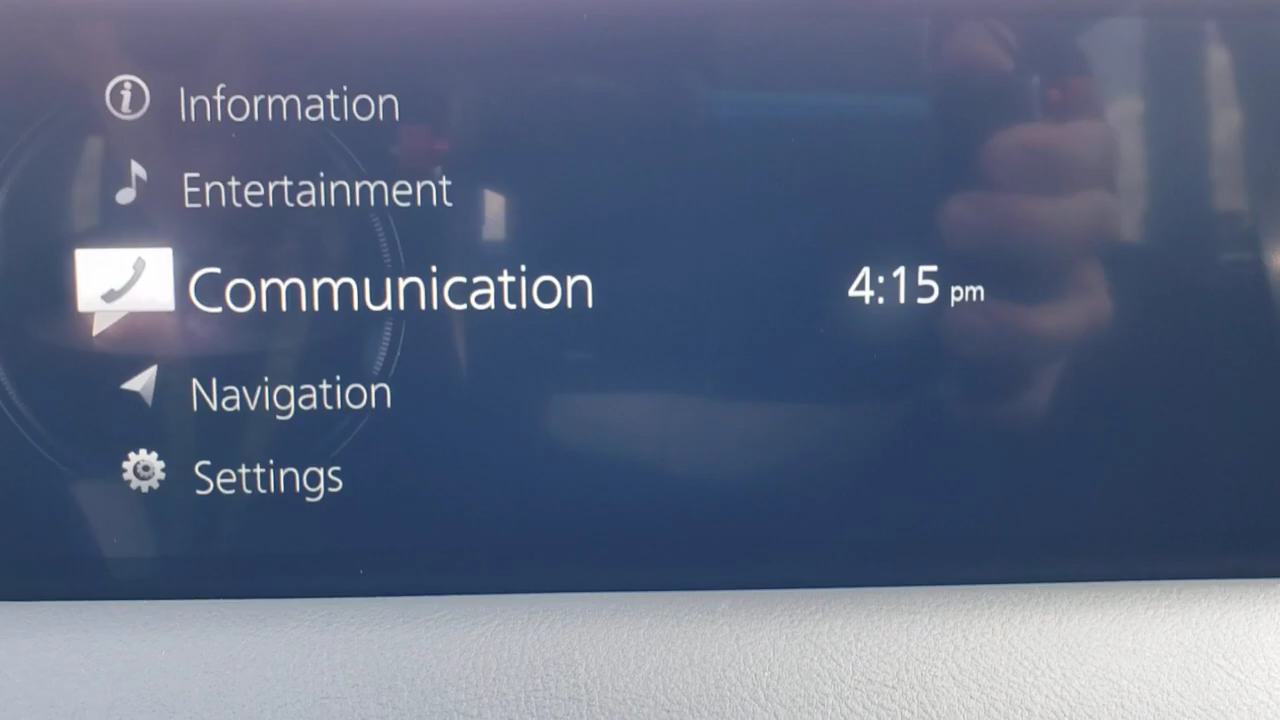 Information
Entertainment
Communication
4:15 pm
Navigation
Settings